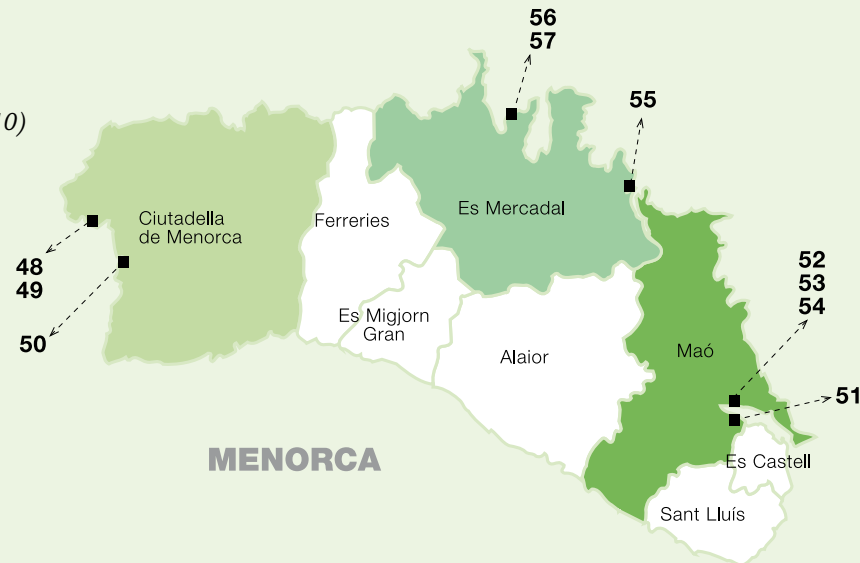 56
57
55
10)
Ciutadella
de Menorca
Ferreries
Es Mercadal
48
49
50
Es Migjorn
Gran
Alaior
Maó
52
53
54
51
MENORCA
Es Castell
Sant Lluís